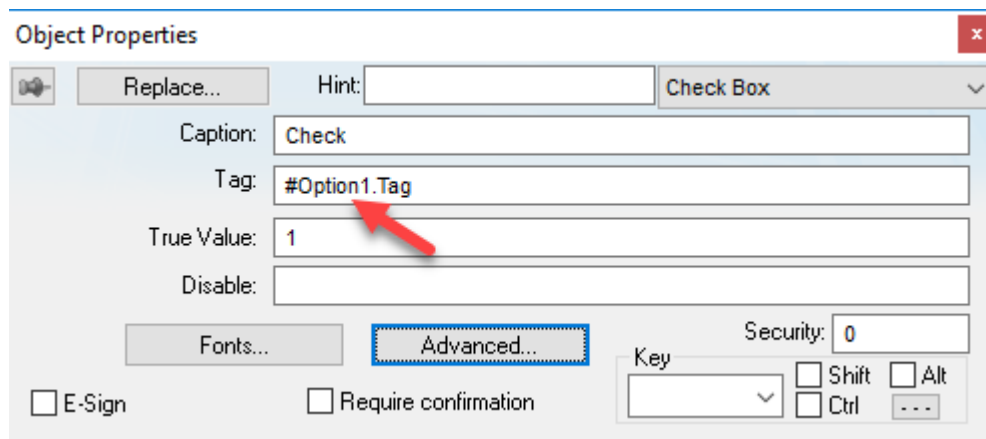 Object Properties
x
Replace...
Hint:
Check Box
Caption:
Check
Tag:
#Option1.Tag
True Value:
1
Disable:
Fonts...
Advanced...
Security:
0
Key
Shift
Alt
E-Sign
Require confirmation
Ctrl
...